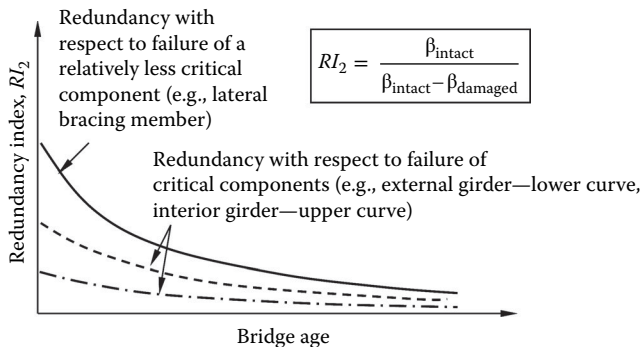 Redundancy with
respect to failure of a
relatively less critical
component (e.g., lateral
bracing member)
RI₂ = β_intact / (β_intact − β_damaged)
Redundancy with respect to failure of
critical components (e.g., external girder—lower curve,
interior girder—upper curve)
Redundancy index, RI₂
Bridge age